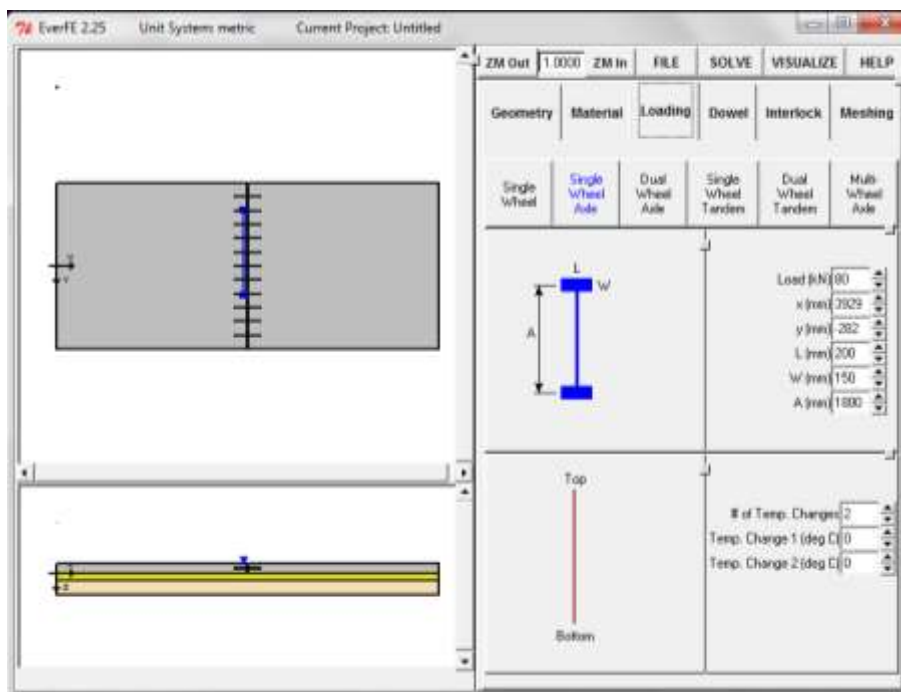 EverFE 2.25 Unit System: metric Current Project: Untitled
ZM Out 1.0000 ZM In FILE SOLVE VISUALIZE HELP
Geometry Material Loading Dowel Interlock Meshing
Single Wheel
Single Wheel Axle
Dual Wheel Axle
Single Wheel Tandem
Dual Wheel Tandem
Multi Wheel Axle
L
W
A
Load (kN) 80
x (mm) 3929
y (mm) -282
L (mm) 200
W (mm) 150
A (mm) 1800
Top
Bottom
# of Temp. Changes 2
Temp. Change 1 (deg C) 0
Temp. Change 2 (deg C) 0